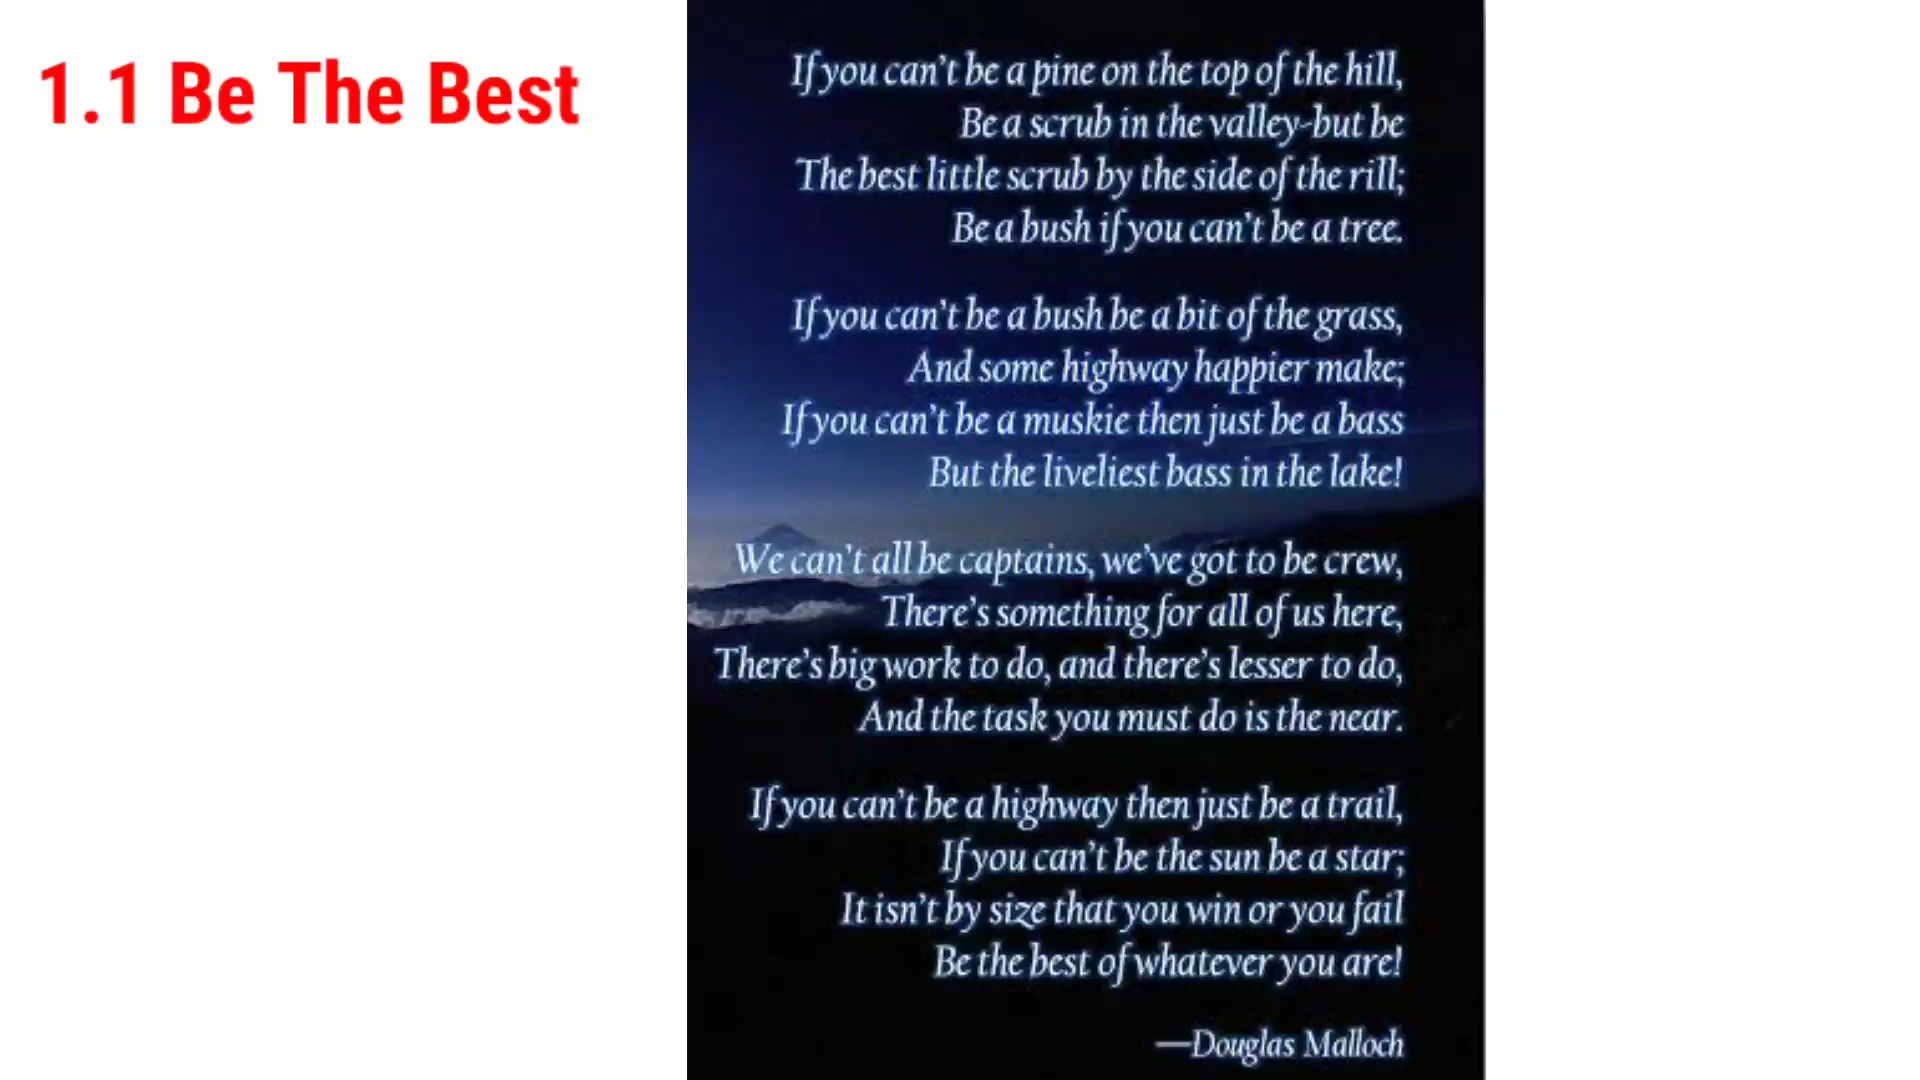 1.1 Be The Best
If you can't be a pine on the top of the hill,
Be a scrub in the valley-but be
The best little scrub by the side of the rill;
Be a bush if you can't be a tree.
If you can't be a bush be a bit of the grass,
And some highway happier make;
If you can't be a muskie then just be a bass
But the liveliest bass in the lake!
We can't all be captains, we've got to be crew,
There's something for all of us here,
There's big work to do, and there's lesser to do,
And the task you must do is the near.
If you can't be a highway then just be a trail,
If you can't be the sun be a star;
It isn't by size that you win or you fail
Be the best of whatever you are!
—Douglas Malloch